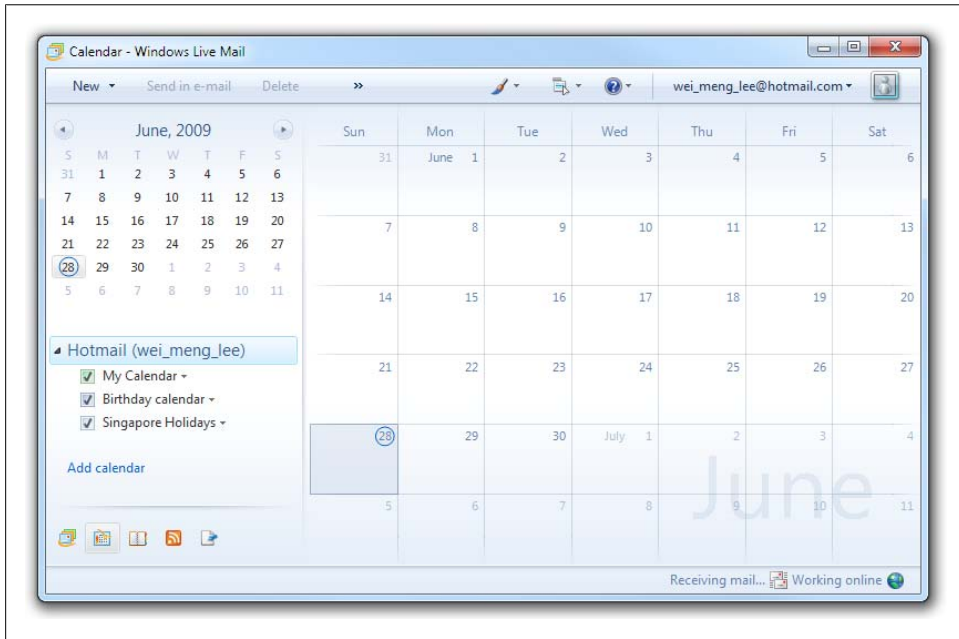 Calendar - Windows Live Mail
New Send in e-mail Delete » wei_meng_lee@hotmail.com
June, 2009
S M T W T F S
31 1 2 3 4 5 6
7 8 9 10 11 12 13
14 15 16 17 18 19 20
21 22 23 24 25 26 27
28 29 30 1 2 3 4
5 6 7 8 9 10 11
Hotmail (wei_meng_lee)
My Calendar
Birthday calendar
Singapore Holidays
Add calendar
Sun Mon Tue Wed Thu Fri Sat
31 June 1 2 3 4 5 6
7 8 9 10 11 12 13
14 15 16 17 18 19 20
21 22 23 24 25 26 27
28 29 30 July 1 2 3 4
5 6 7 8 9 10 11
June
Receiving mail... Working online